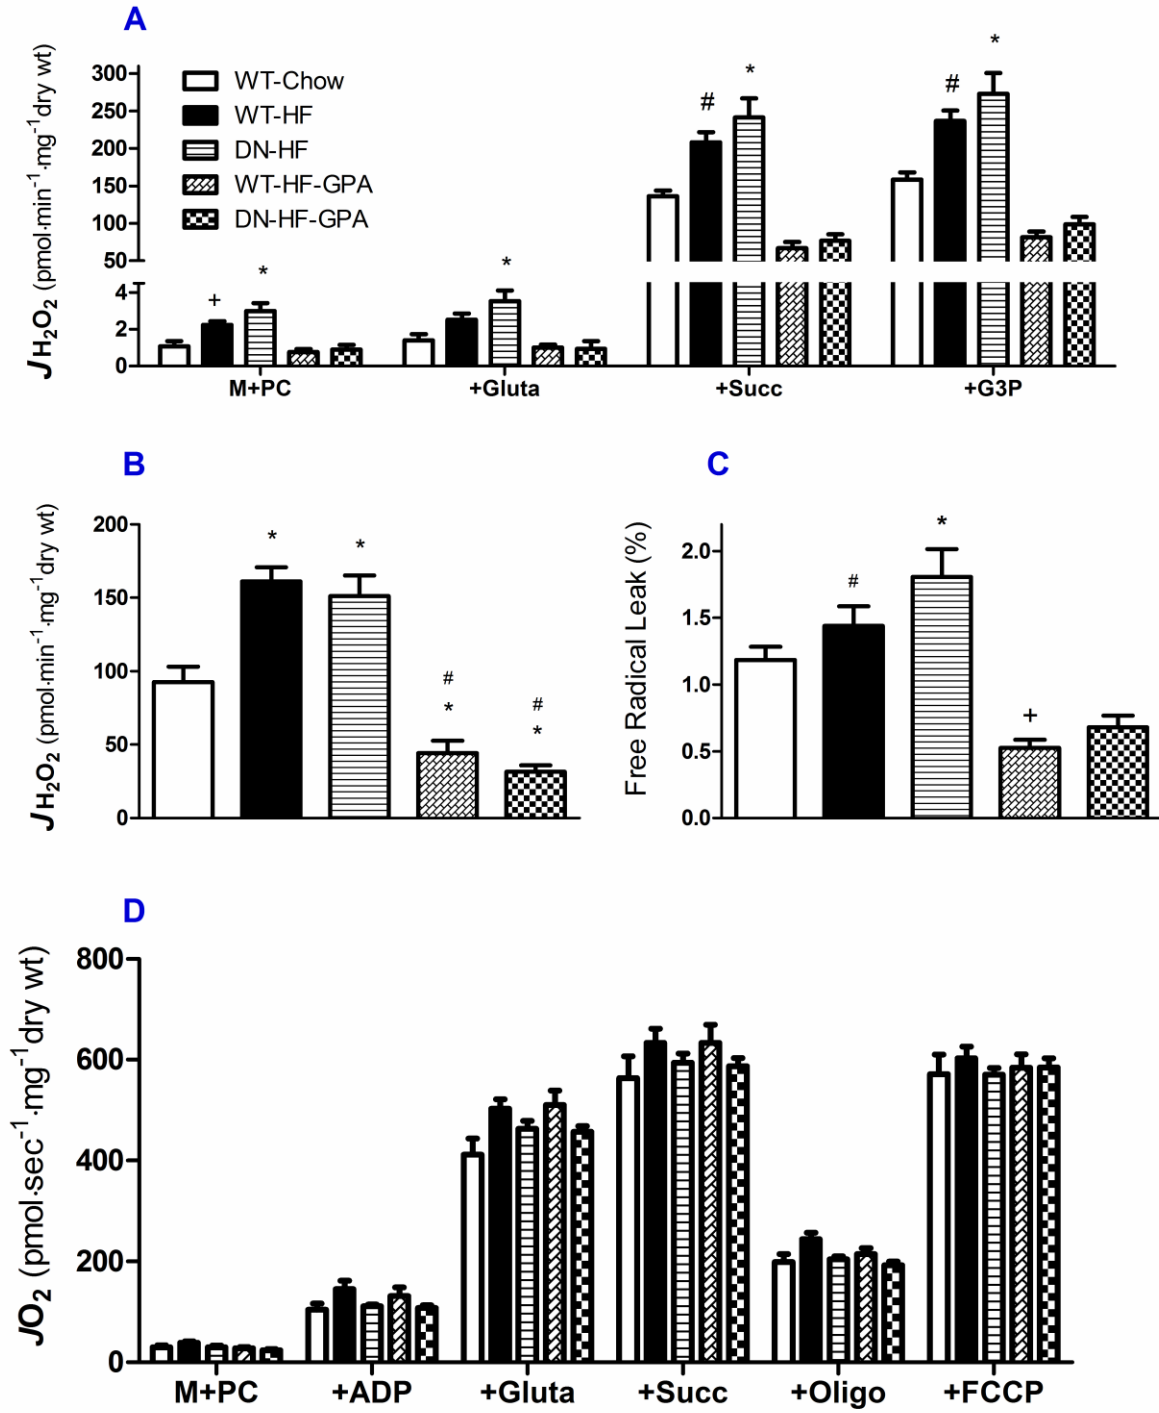 A
JH₂O₂ (pmol·min⁻¹·mg⁻¹dry wt)
300
250
200
150
100
50
4
2
0
WT-Chow
WT-HF
DN-HF
WT-HF-GPA
DN-HF-GPA
+
*
*
#
*
#
*
M+PC
+Gluta
+Succ
+G3P
B
JH₂O₂ (pmol·min⁻¹·mg⁻¹dry wt)
200
150
100
50
0
*
*
#
*
#
*
C
Free Radical Leak (%)
2.0
1.5
1.0
0.5
0.0
#
*
+
D
JO₂ (pmol·sec⁻¹·mg⁻¹dry wt)
800
600
400
200
0
M+PC
+ADP
+Gluta
+Succ
+Oligo
+FCCP